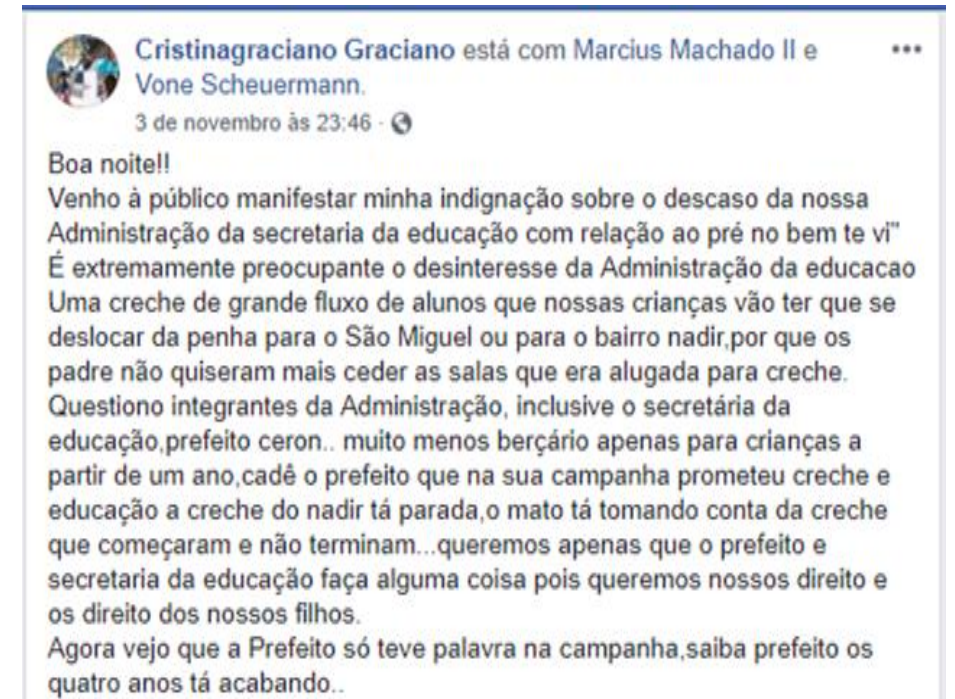 Cristinagraciano Graciano está com Marcius Machado II e
Vone Scheuermann.
3 de novembro às 23:46 ·
Boa noite!!
Venho à público manifestar minha indignação sobre o descaso da nossa
Administração da secretaria da educação com relação ao pré no bem te vi"
É extremamente preocupante o desinteresse da Administração da educacao
Uma creche de grande fluxo de alunos que nossas crianças vão ter que se
deslocar da penha para o São Miguel ou para o bairro nadir,por que os
padre não quiseram mais ceder as salas que era alugada para creche.
Questiono integrantes da Administração, inclusive o secretária da
educação,prefeito ceron.. muito menos berçário apenas para crianças a
partir de um ano,cadê o prefeito que na sua campanha prometeu creche e
educação a creche do nadir tá parada,o mato tá tomando conta da creche
que começaram e não terminam...queremos apenas que o prefeito e
secretaria da educação faça alguma coisa pois queremos nossos direito e
os direito dos nossos filhos.
Agora vejo que a Prefeito só teve palavra na campanha,saiba prefeito os
quatro anos tá acabando..